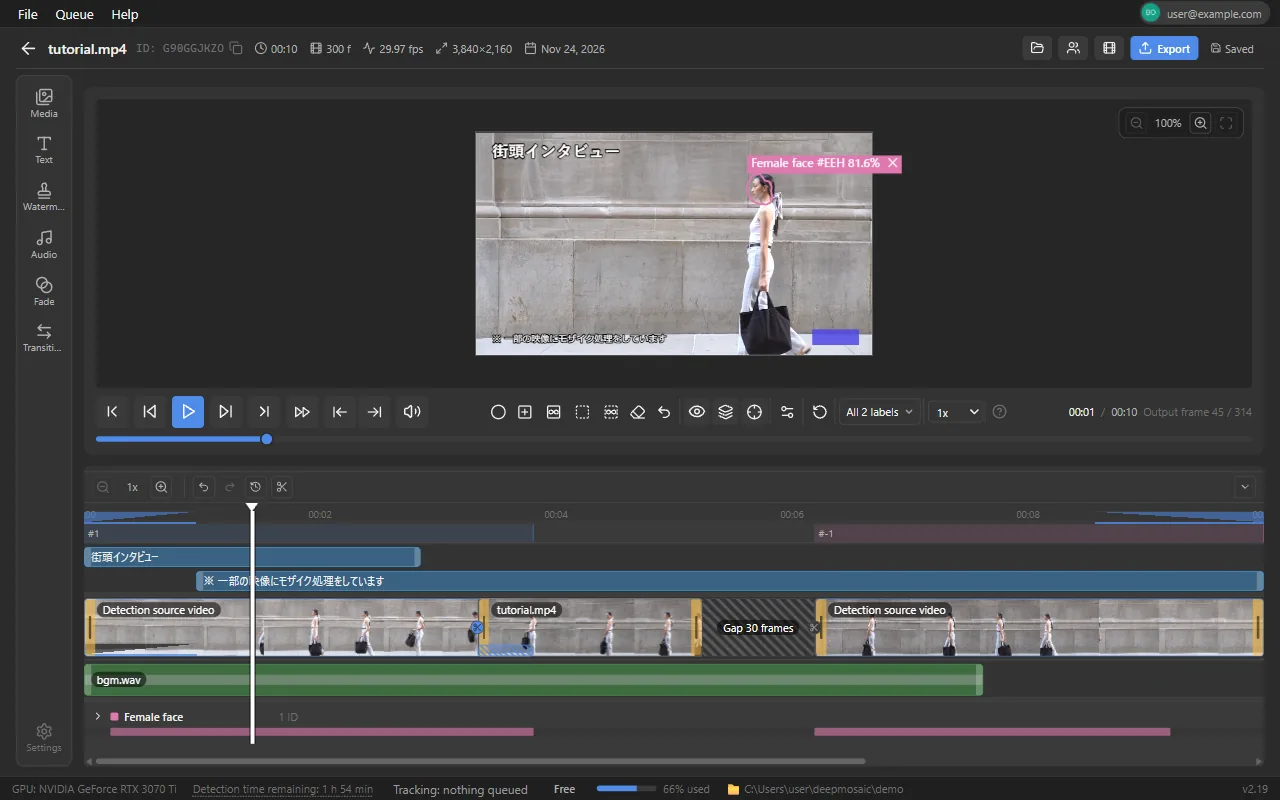 File Queue Help
BO user@example.com
tutorial.mp4 ID: G90GGJKZO 00:10 300 f 29.97 fps 3,840×2,160 Nov 24, 2026
Export Saved
Media
Text
Waterm...
Audio
Fade
Transiti...
Settings
100%
街頭インタビュー
Female face #EEH 81.6%
※ 一部の映像にモザイク処理をしています
All 2 labels 1x 00:01 / 00:10 Output frame 45 / 314
1x
00 00:02 00:04 00:06 00:08 00
#1 #-1
街頭インタビュー
※ 一部の映像にモザイク処理をしています
Detection source video tutorial.mp4 Gap 30 frames Detection source video
bgm.wav
Female face 1 ID
GPU: NVIDIA GeForce RTX 3070 Ti Detection time remaining: 1 h 54 min Tracking: nothing queued Free 66% used C:\Users\user\deepmosaic\demo v2.19